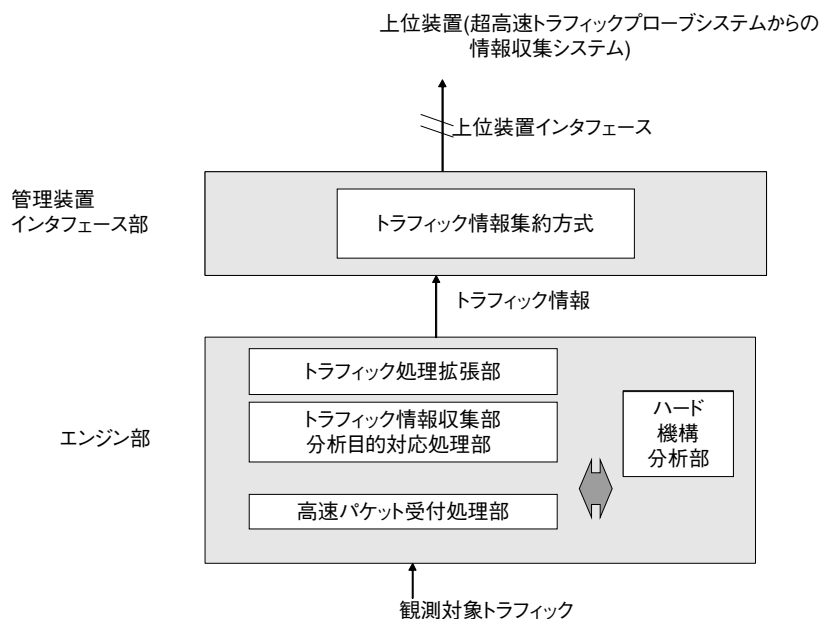 上位装置(超高速トラフィックプローブシステムからの
情報収集システム)
上位装置インタフェース
管理装置
インタフェース部
トラフィック情報集約方式
トラフィック情報
トラフィック処理拡張部
エンジン部
トラフィック情報収集部
分析目的対応処理部
ハード
機構
分析部
高速パケット受付処理部
観測対象トラフィック